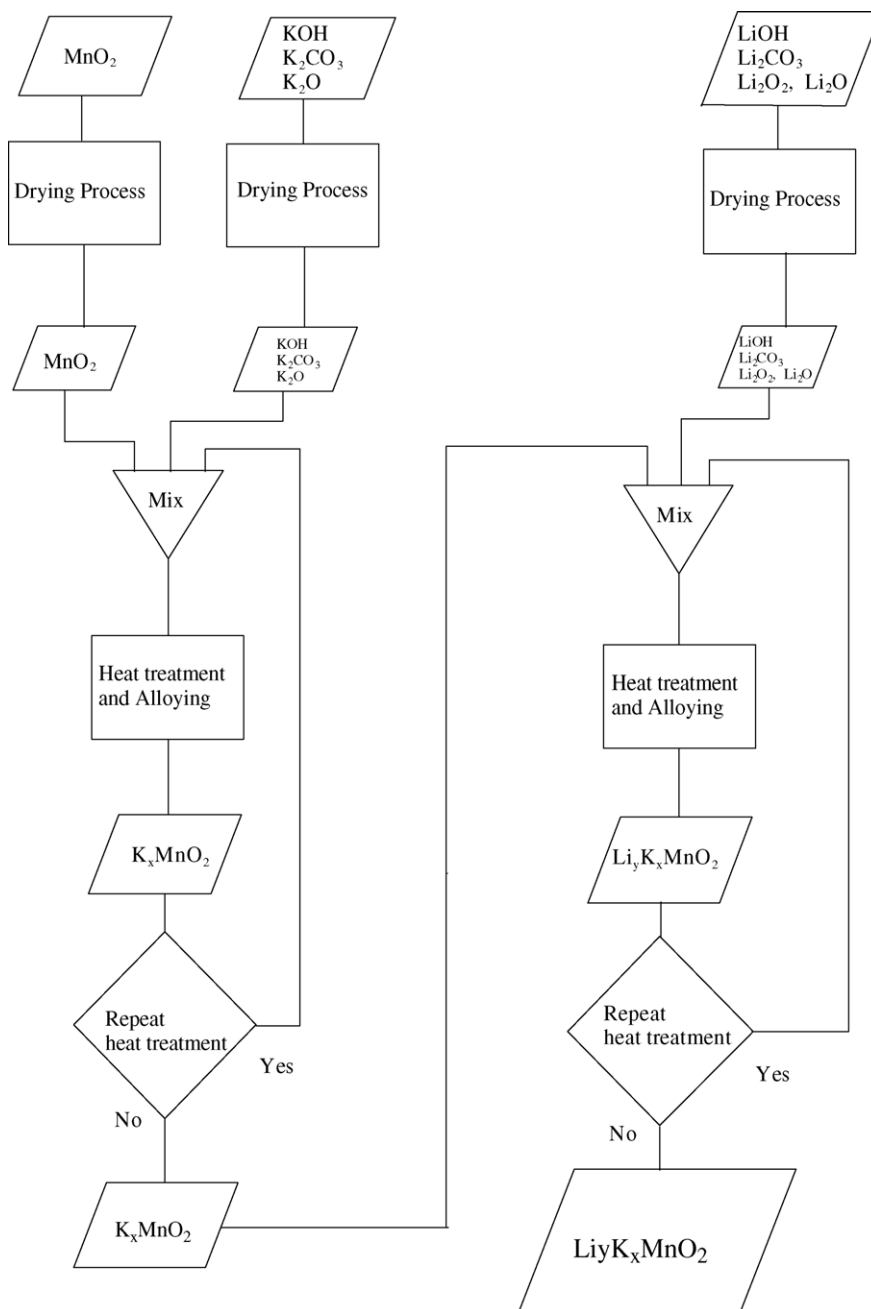 MnO₂
KOH
K₂CO₃
K₂O
Drying Process
Drying Process
MnO₂
KOH
K₂CO₃
K₂O
Mix
Heat treatment
and Alloying
KₓMnO₂
Repeat
heat treatment
Yes
No
KₓMnO₂
LiOH
Li₂CO₃
Li₂O₂, Li₂O
Drying Process
LiOH
Li₂CO₃
Li₂O₂, Li₂O
Mix
Heat treatment
and Alloying
LiᵧKₓMnO₂
Repeat
heat treatment
Yes
No
LiyKₓMnO₂